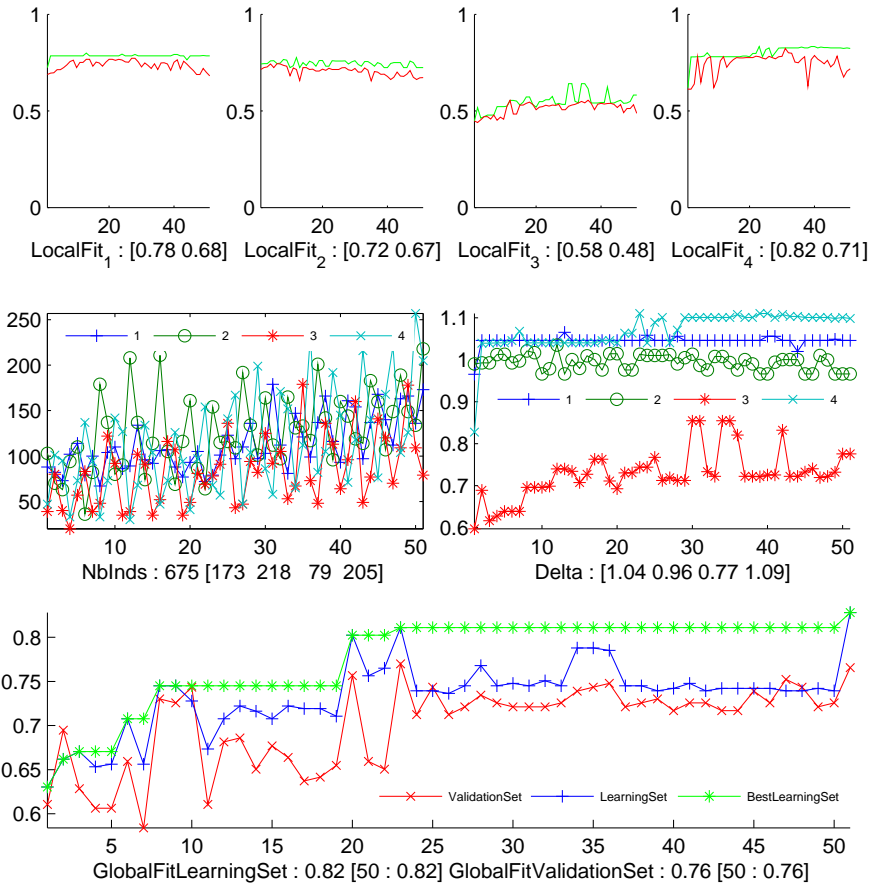 1 1 1 1
0.5 0.5 0.5 0.5
0 0 0 0
20 40 20 40 20 40 20 40
LocalFit1 : [0.78 0.68] LocalFit2 : [0.72 0.67] LocalFit3 : [0.58 0.48] LocalFit4 : [0.82 0.71]
250
200
150
100
50
1 2 3 4
10 20 30 40 50
NbInds : 675 [173 218 79 205]
1.1
1
0.9
0.8
0.7
0.6
1 2 3 4
10 20 30 40 50
Delta : [1.04 0.96 0.77 1.09]
0.8
0.75
0.7
0.65
0.6
ValidationSet LearningSet BestLearningSet
5 10 15 20 25 30 35 40 45 50
GlobalFitLearningSet : 0.82 [50 : 0.82] GlobalFitValidationSet : 0.76 [50 : 0.76]